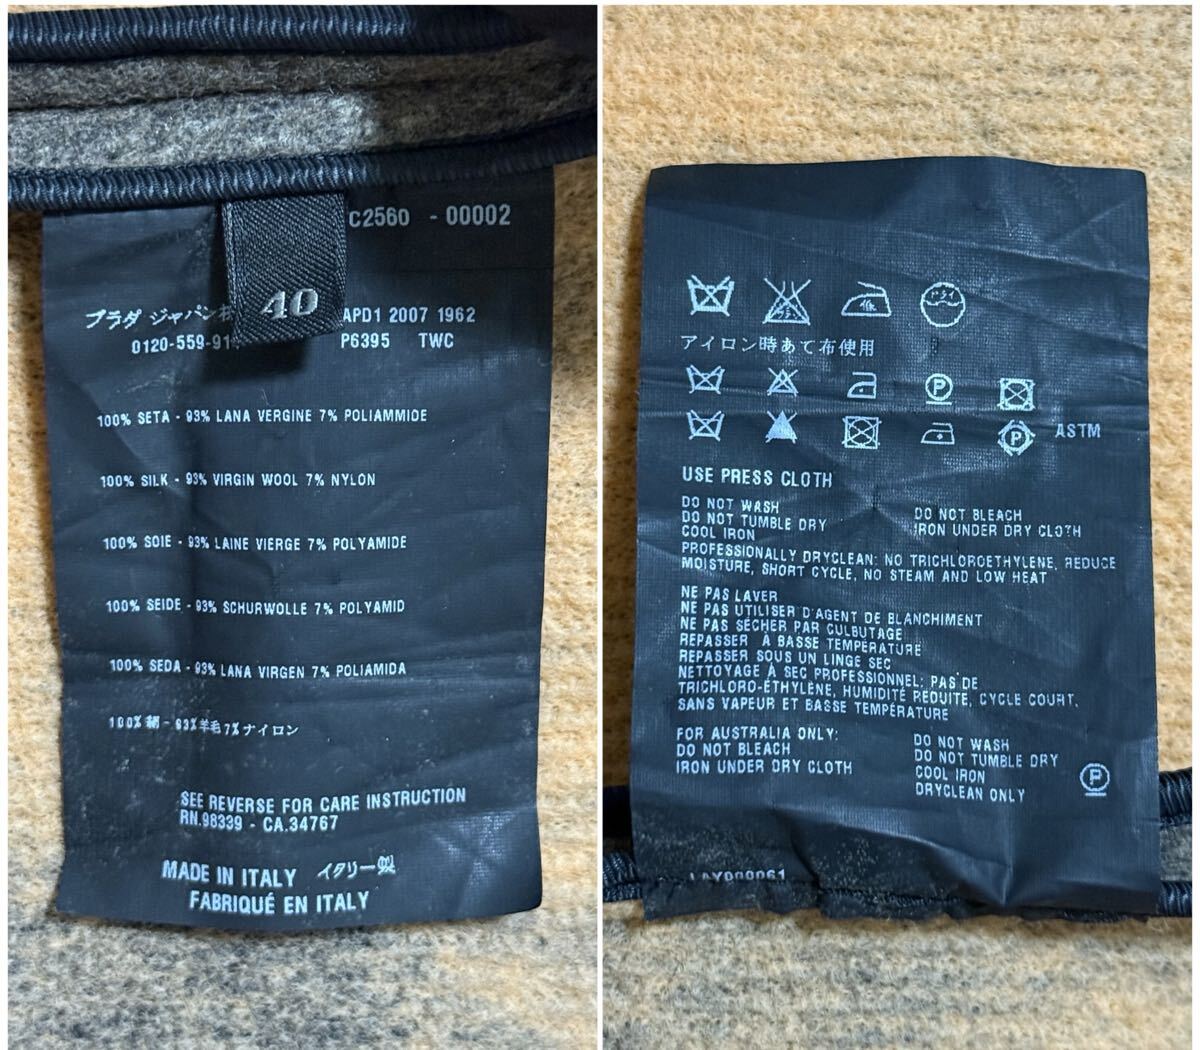 C2560 - 00002
40
プラダ ジャパン
APD1 2007 1962
0120-559-91
P6395 TWC
100% SETA - 93% LANA VERGINE 7% POLIAMMIDE
100% SILK - 93% VIRGIN WOOL 7% NYLON
100% SOIE - 93% LAINE VIERGE 7% POLYAMIDE
100% SEIDE - 93% SCHURWOLLE 7% POLYAMID
100% SEDA - 93% LANA VIRGEN 7% POLIAMIDA
100%絹-93%羊毛7%ナイロン
SEE REVERSE FOR CARE INSTRUCTION
RN.98339 - CA.34767
MADE IN ITALY イタリー製
FABRIQUÉ EN ITALY
ドライ
アイロン時あて布使用
P
P
ASTM
USE PRESS CLOTH
DO NOT WASH
DO NOT BLEACH
DO NOT TUMBLE DRY
IRON UNDER DRY CLOTH
COOL IRON
PROFESSIONALLY DRYCLEAN: NO TRICHLOROETHYLENE, REDUCE
MOISTURE, SHORT CYCLE, NO STEAM AND LOW HEAT
NE PAS LAVER
NE PAS UTILISER D'AGENT DE BLANCHIMENT
NE PAS SÉCHER PAR CULBUTAGE
REPASSER À BASSE TEMPÉRATURE
REPASSER SOUS UN LINGE SEC
NETTOYAGE À SEC PROFESSIONNEL: PAS DE
TRICHLORO-ÉTHYLÈNE, HUMIDITÉ RÉDUITE, CYCLE COURT,
SANS VAPEUR ET BASSE TEMPÉRATURE
FOR AUSTRALIA ONLY:
DO NOT BLEACH
IRON UNDER DRY CLOTH
DO NOT WASH
DO NOT TUMBLE DRY
COOL IRON
DRYCLEAN ONLY
P
LAY000061